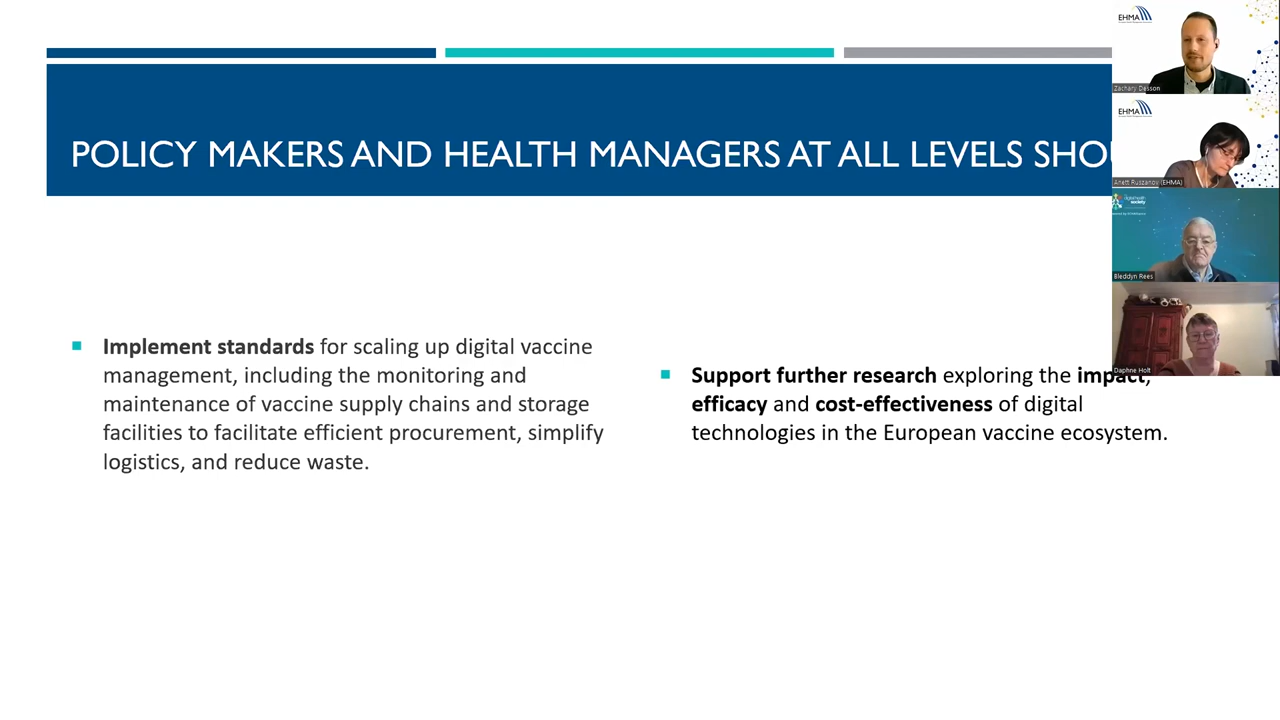 POLICY MAKERS AND HEALTH MANAGERS AT ALL LEVELS
Implement standards for scaling up digital vaccine
management, including the monitoring and
maintenance of vaccine supply chains and storage
facilities to facilitate efficient procurement, simplify
logistics, and reduce waste.
Support further research exploring the impact,
efficacy and cost-effectiveness of digital
technologies in the European vaccine ecosystem.
EHMA
Zachary Desson
EHMA
Anett Ruszanov (EHMA)
digital health
society
Bleddyn Rees
Daphne Holt